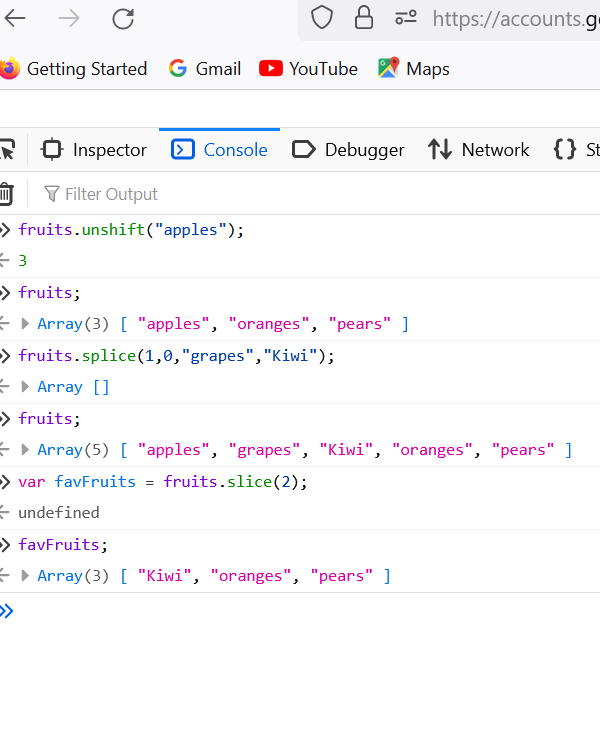 https://accounts.g
Getting Started Gmail YouTube Maps
Inspector Console Debugger Network St
Filter Output
fruits.unshift("apples");
3
fruits;
Array(3) [ "apples", "oranges", "pears" ]
fruits.splice(1,0,"grapes","Kiwi");
Array []
fruits;
Array(5) [ "apples", "grapes", "Kiwi", "oranges", "pears" ]
var favFruits = fruits.slice(2);
undefined
favFruits;
Array(3) [ "Kiwi", "oranges", "pears" ]